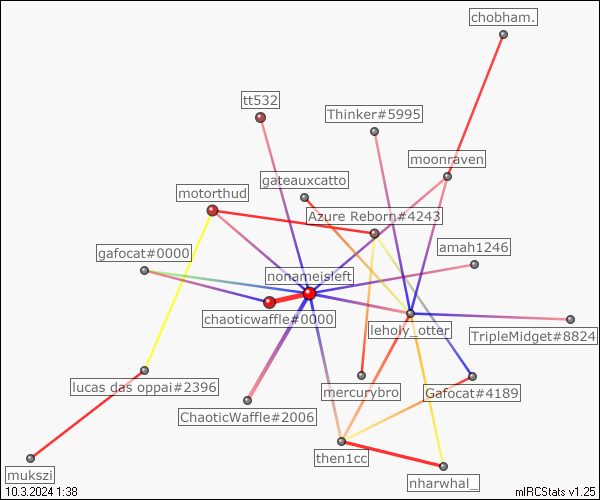 chobham.
tt532
Thinker#5995
moonraven
gateauxcatto
motorthud
Azure Reborn#4243
amah1246
gafocat#0000
nonameisleft
chaoticwaffle#0000
leholy_otter
TripleMidget#8824
lucas das oppai#2396
mercurybro
Gafocat#4189
ChaoticWaffle#2006
then1cc
mukszi
nharwhal_
10.3.2024 1:38
mIRCStats v1.25